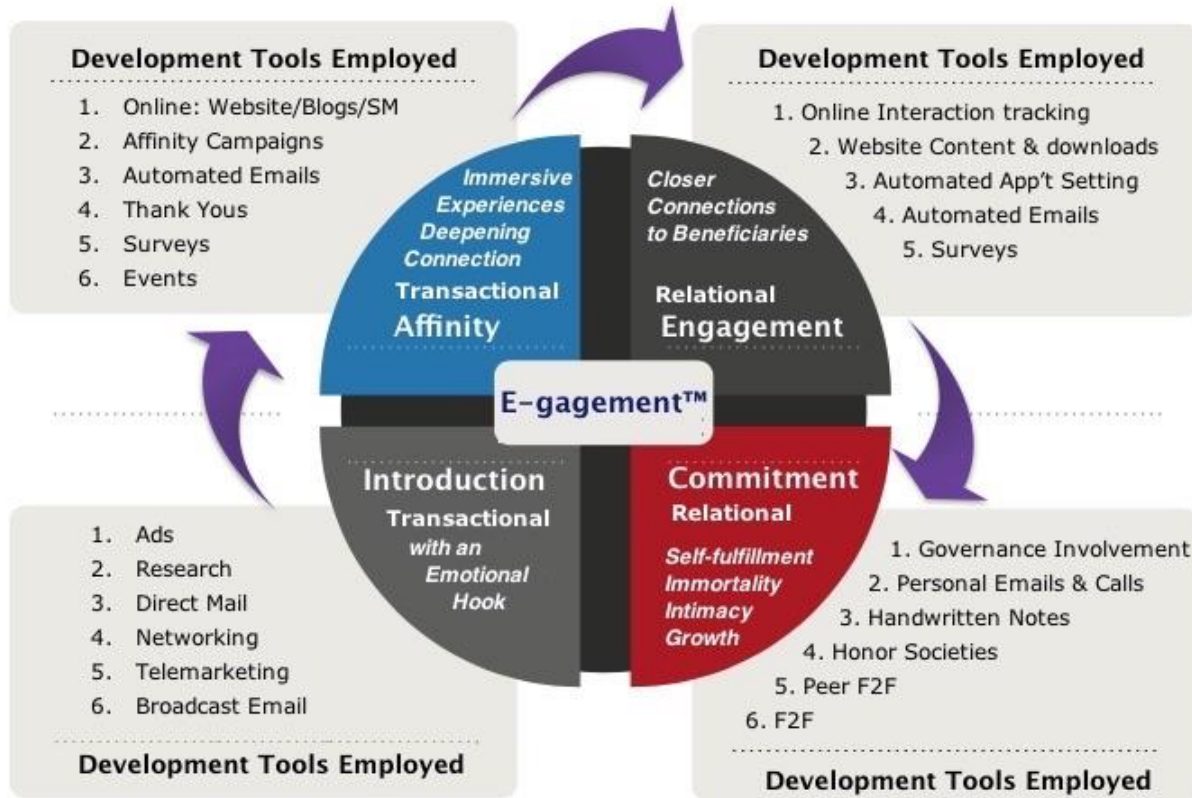 Development Tools Employed
1. Online: Website/Blogs/SM
2. Affinity Campaigns
3. Automated Emails
4. Thank Yous
5. Surveys
6. Events
Development Tools Employed
1. Online Interaction tracking
2. Website Content & downloads
3. Automated App't Setting
4. Automated Emails
5. Surveys
Immersive
Experiences
Deepening
Connection
Transactional
Affinity
Closer
Connections
to Beneficiaries
Relational
Engagement
E-gagement™
Introduction
Transactional
with an
Emotional
Hook
Commitment
Relational
Self-fulfillment
Immortality
Intimacy
Growth
1. Ads
2. Research
3. Direct Mail
4. Networking
5. Telemarketing
6. Broadcast Email
Development Tools Employed
1. Governance Involvement
2. Personal Emails & Calls
3. Handwritten Notes
4. Honor Societies
5. Peer F2F
6. F2F
Development Tools Employed